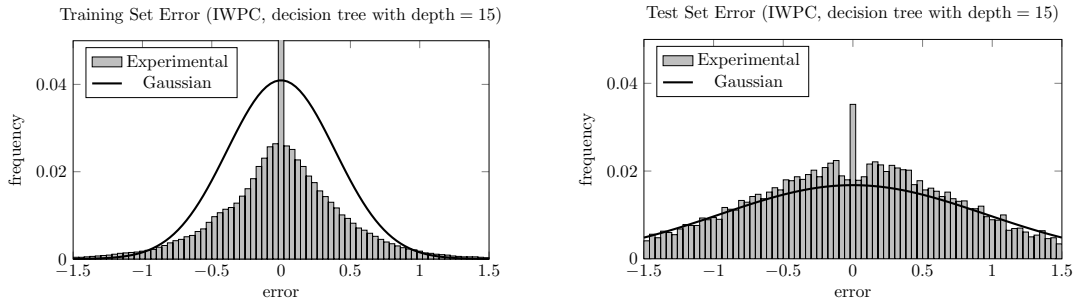 Training Set Error (IWPC, decision tree with depth = 15)
Experimental
Gaussian
frequency
0.04
0.02
0
−1.5 −1 −0.5 0 0.5 1 1.5
error
Test Set Error (IWPC, decision tree with depth = 15)
Experimental
Gaussian
frequency
0.04
0.02
0
−1.5 −1 −0.5 0 0.5 1 1.5
error